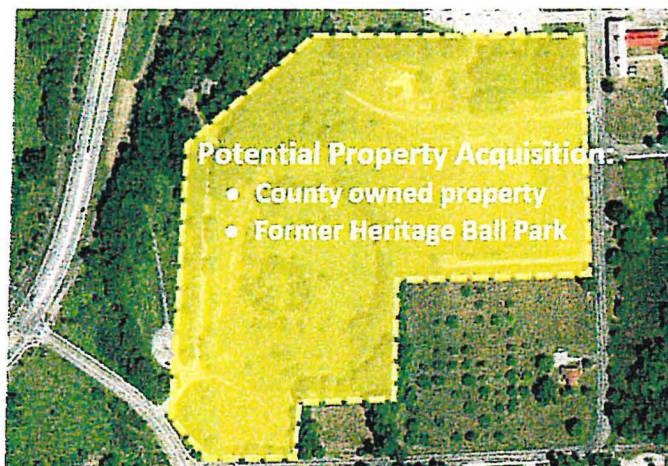 Potential Property Acquisition:
• County owned property
• Former Heritage Ball Park